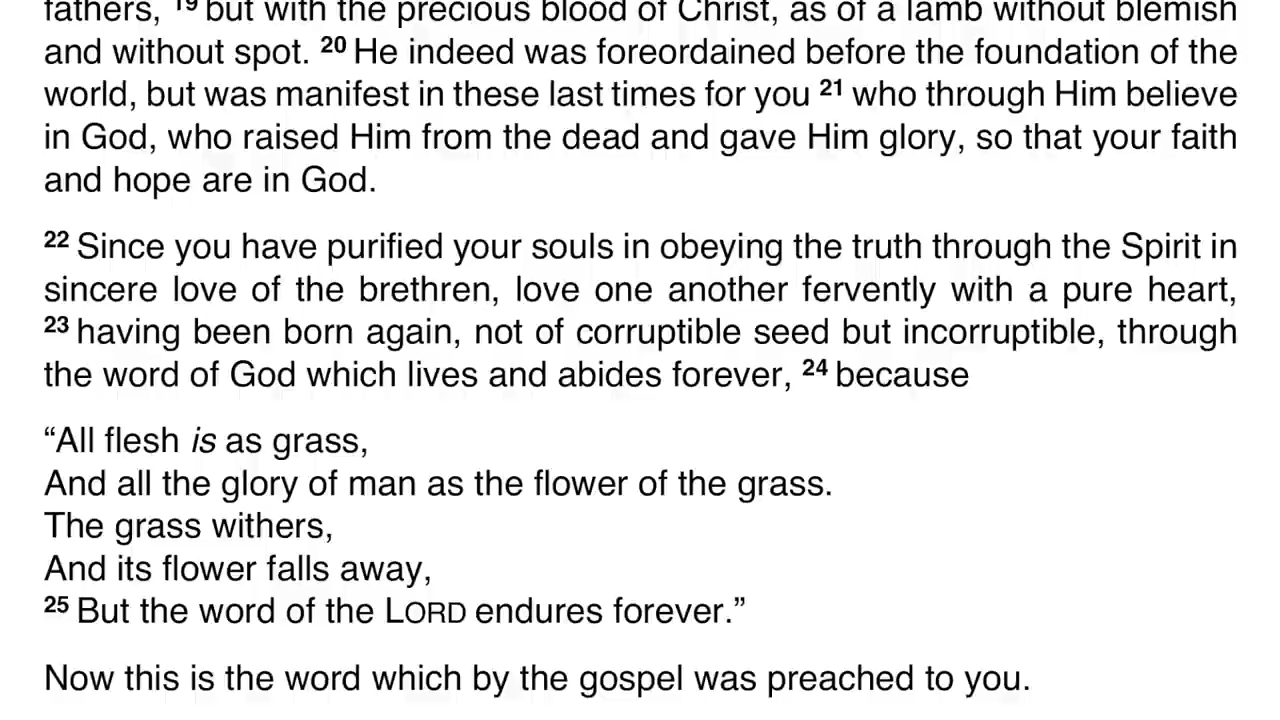 fathers, 19 but with the precious blood of Christ, as of a lamb without blemish
and without spot. 20 He indeed was foreordained before the foundation of the
world, but was manifest in these last times for you 21 who through Him believe
in God, who raised Him from the dead and gave Him glory, so that your faith
and hope are in God.
22 Since you have purified your souls in obeying the truth through the Spirit in
sincere love of the brethren, love one another fervently with a pure heart,
23 having been born again, not of corruptible seed but incorruptible, through
the word of God which lives and abides forever, 24 because
“All flesh is as grass,
And all the glory of man as the flower of the grass.
The grass withers,
And its flower falls away,
25 But the word of the LORD endures forever.”
Now this is the word which by the gospel was preached to you.